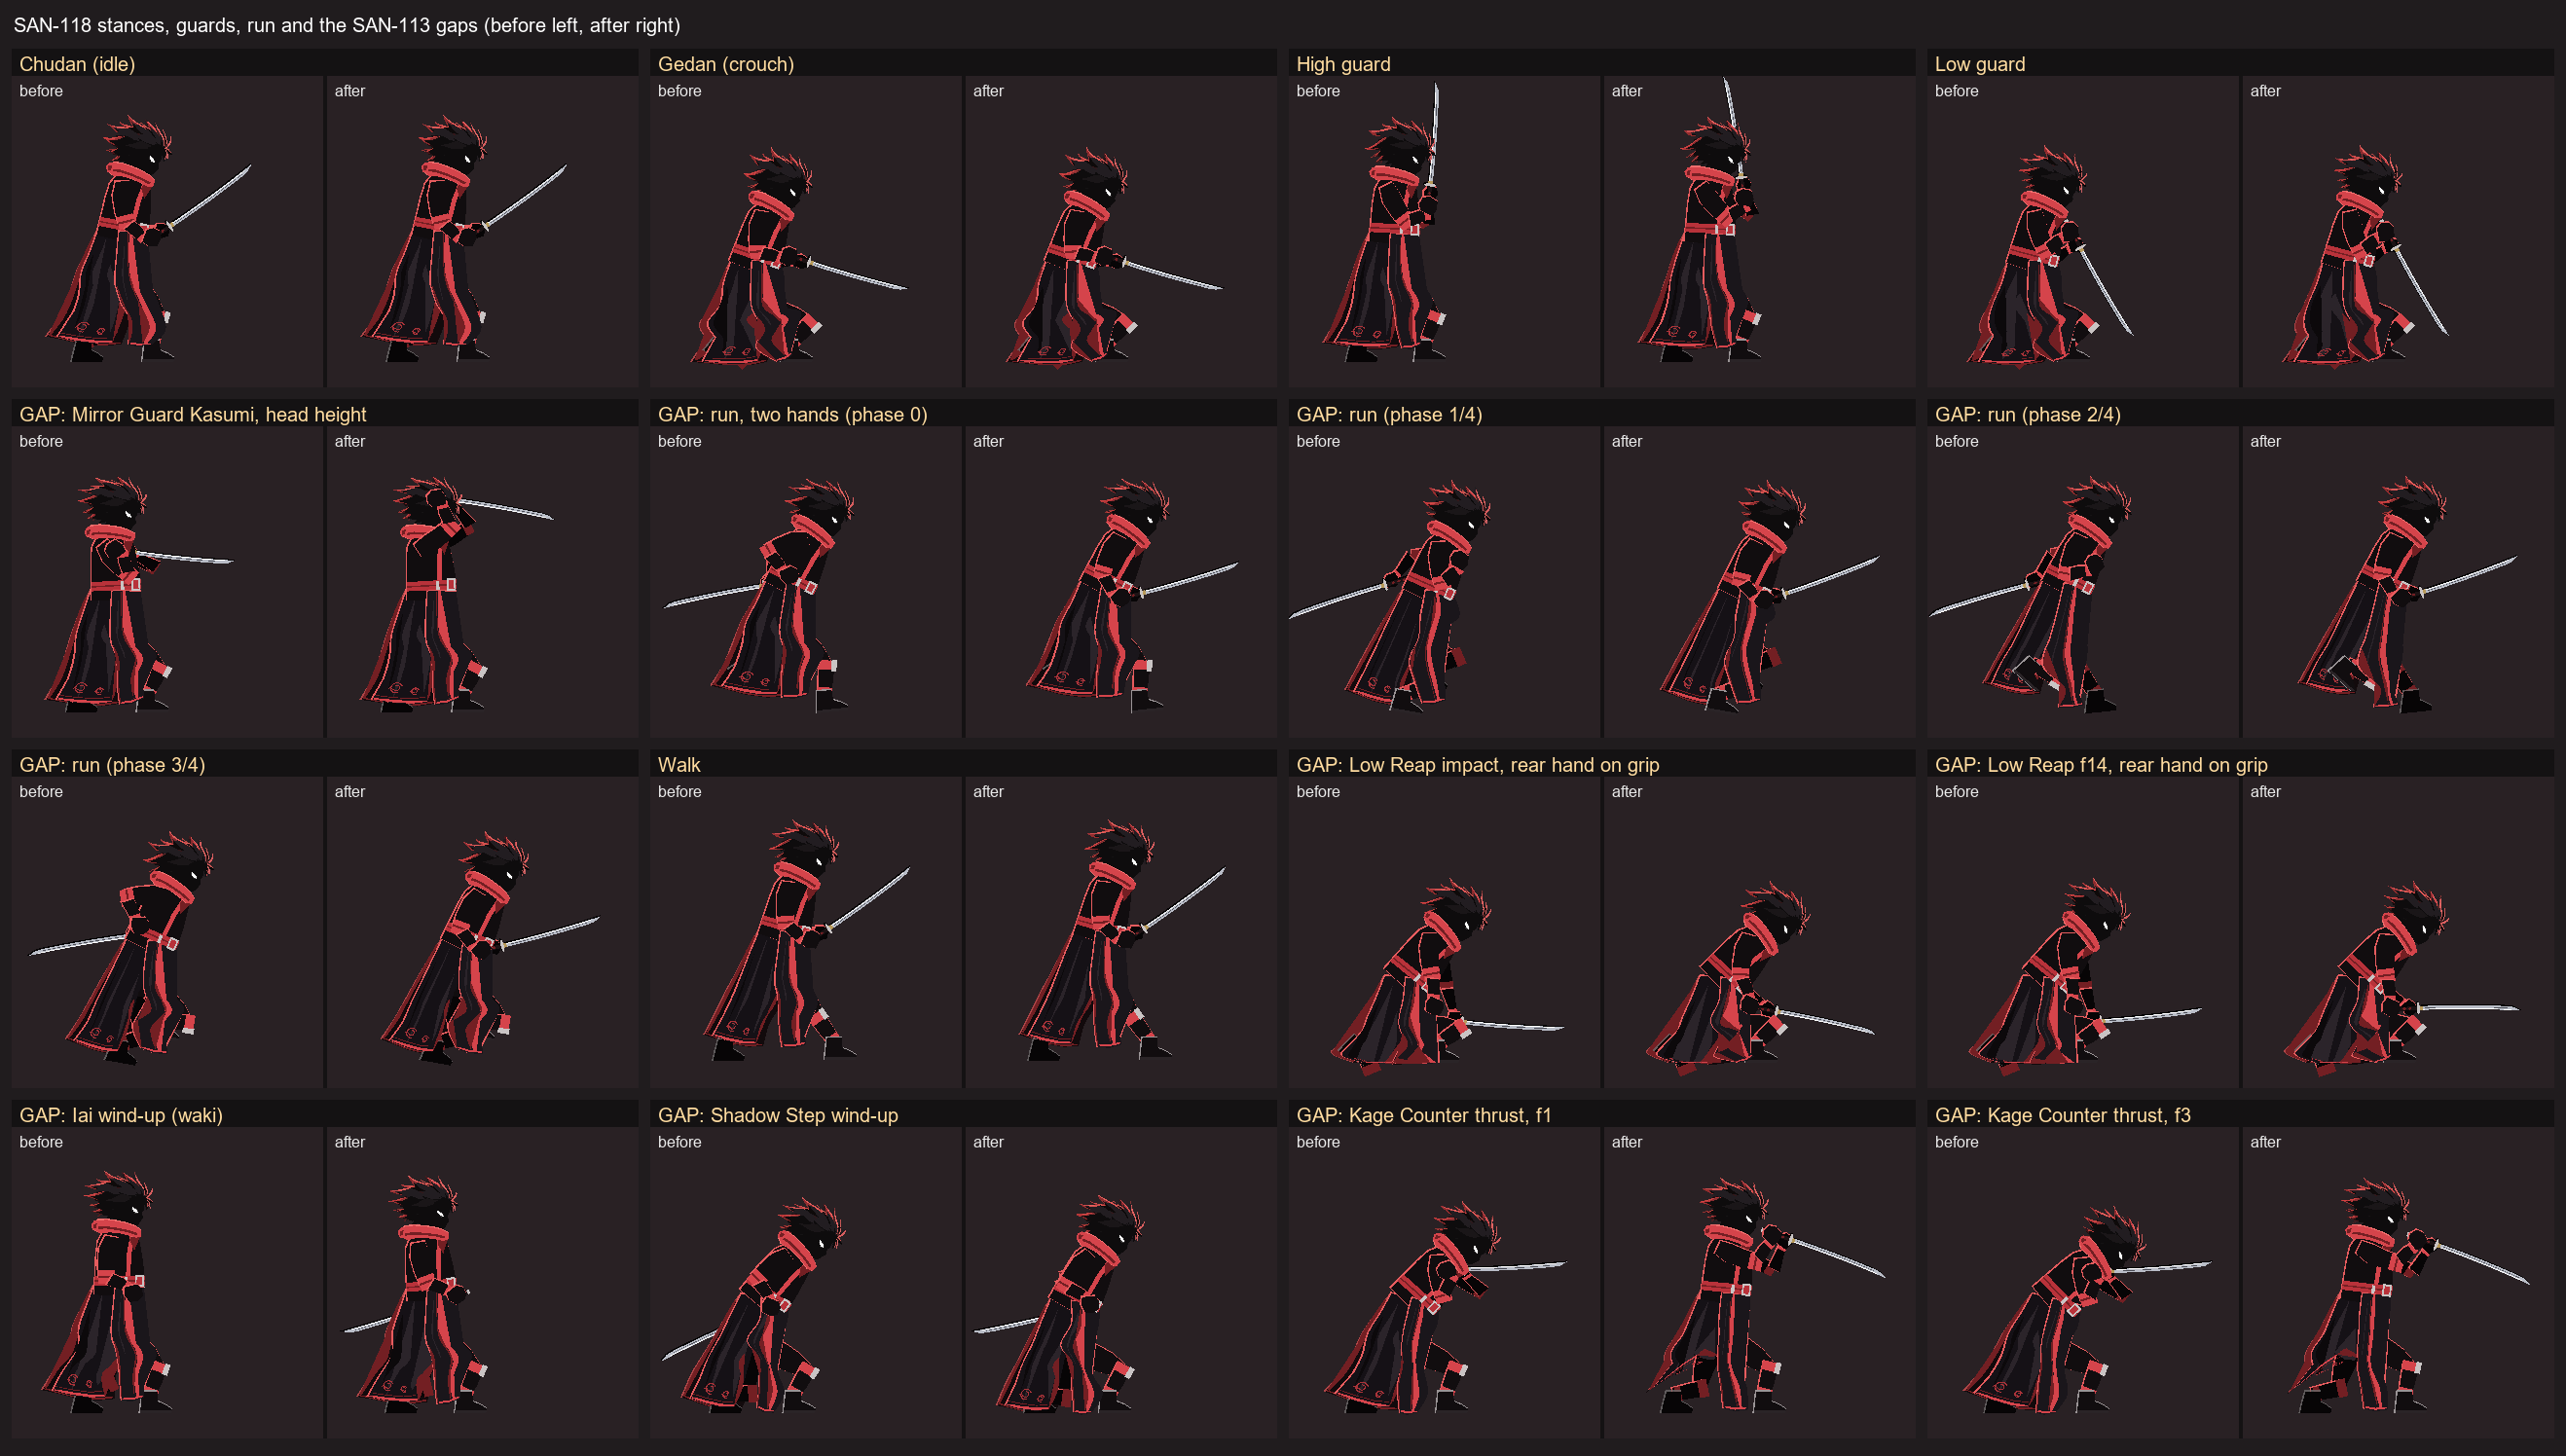 SAN-118 stances, guards, run and the SAN-113 gaps (before left, after right)
Chudan (idle)
before
after
Gedan (crouch)
before
after
High guard
before
after
Low guard
before
after
GAP: Mirror Guard Kasumi, head height
before
after
GAP: run, two hands (phase 0)
before
after
GAP: run (phase 1/4)
before
after
GAP: run (phase 2/4)
before
after
GAP: run (phase 3/4)
before
after
Walk
before
after
GAP: Low Reap impact, rear hand on grip
before
after
GAP: Low Reap f14, rear hand on grip
before
after
GAP: Iai wind-up (waki)
before
after
GAP: Shadow Step wind-up
before
after
GAP: Kage Counter thrust, f1
before
after
GAP: Kage Counter thrust, f3
before
after